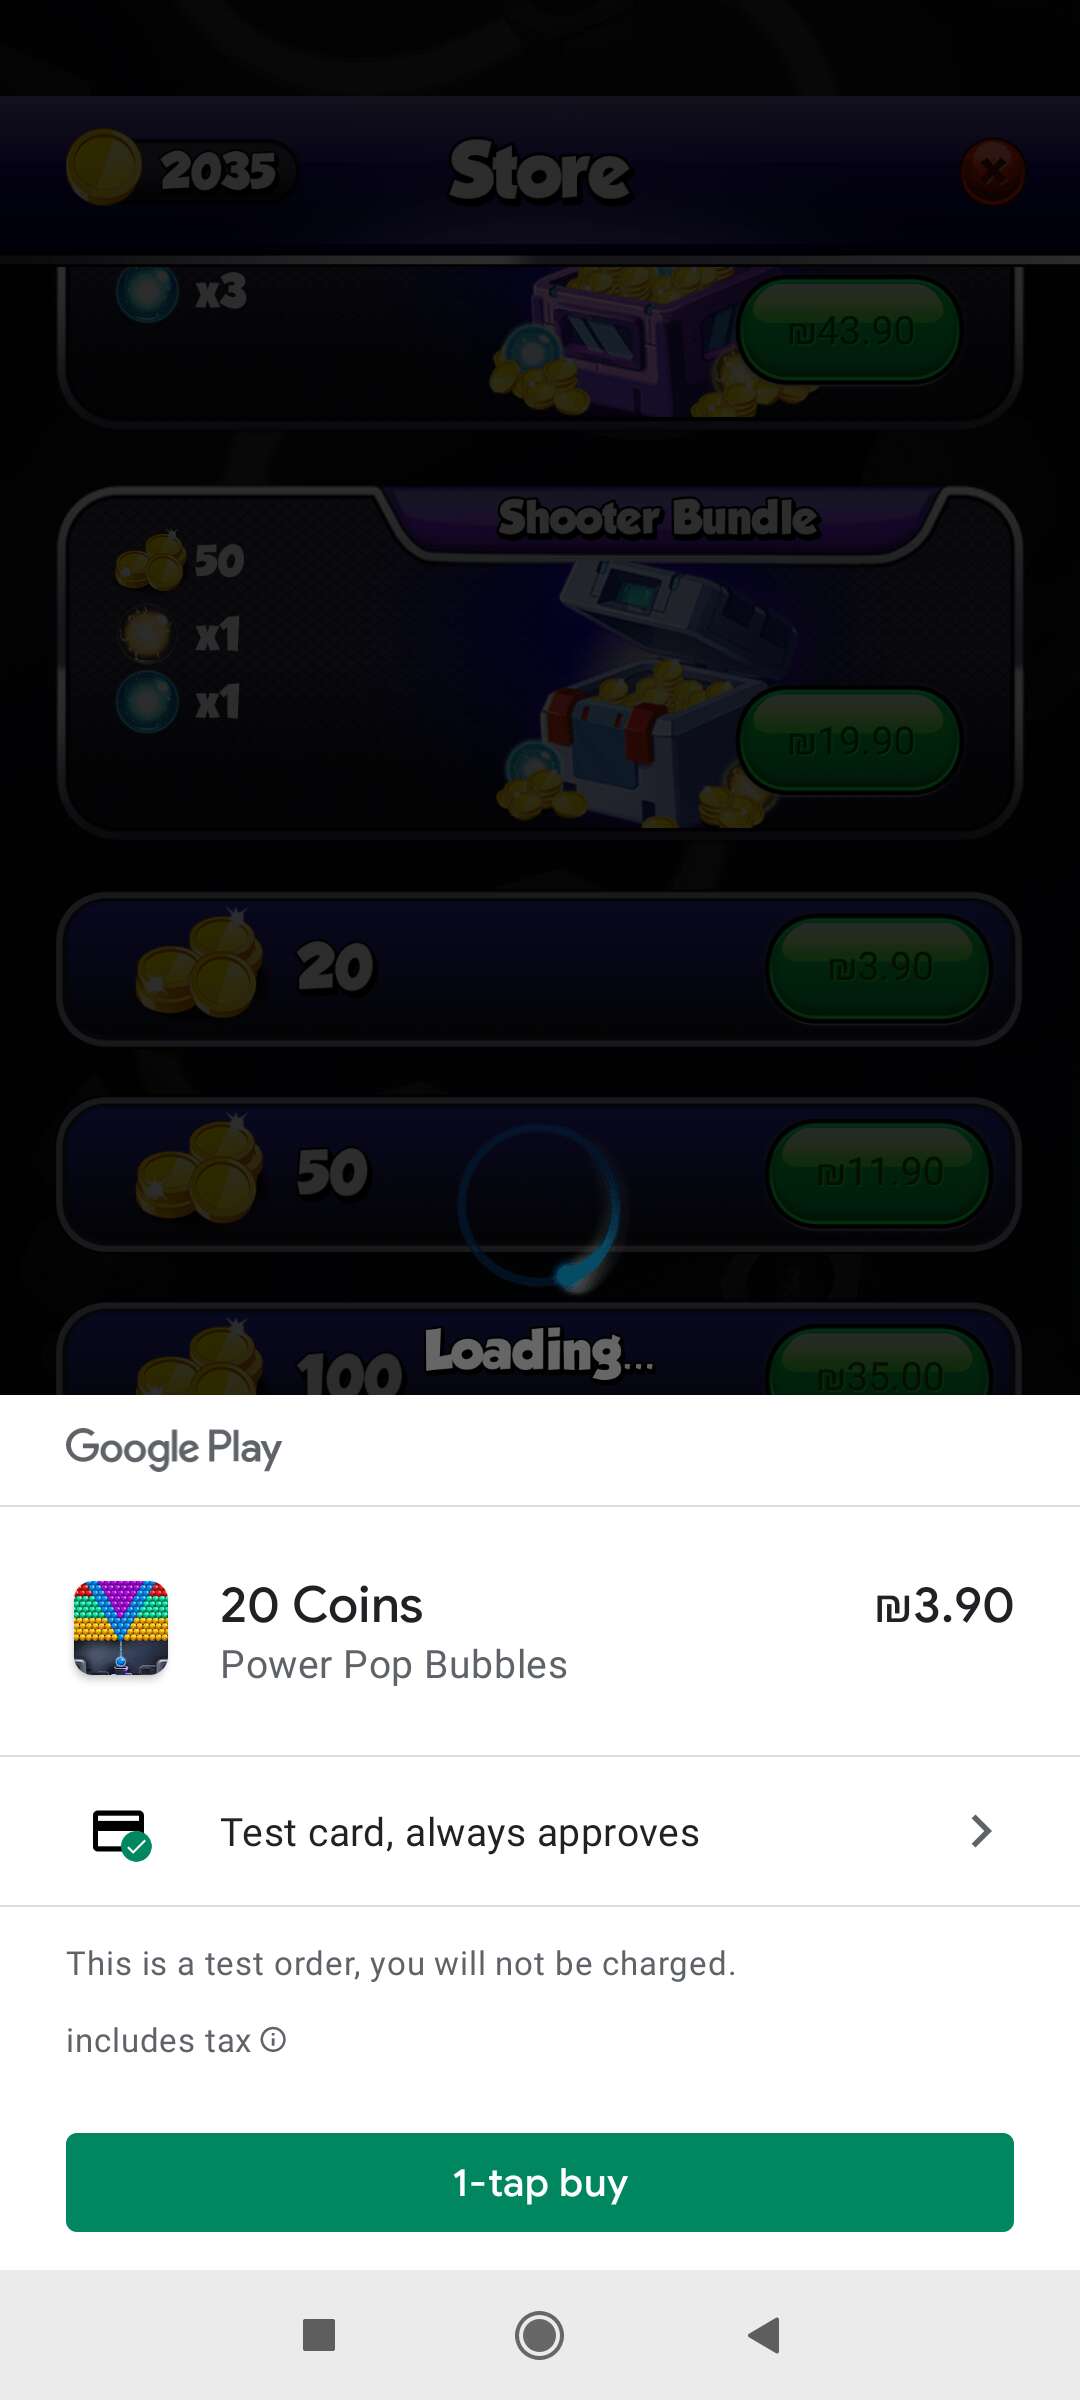 2035
Store
x3
₪43.90
Shooter Bundle
50
x1
x1
₪19.90
20
₪3.90
50
₪11.90
100
Loading...
₪35.00
Google Play
20 Coins
₪3.90
Power Pop Bubbles
Test card, always approves
This is a test order, you will not be charged.
includes tax
1-tap buy